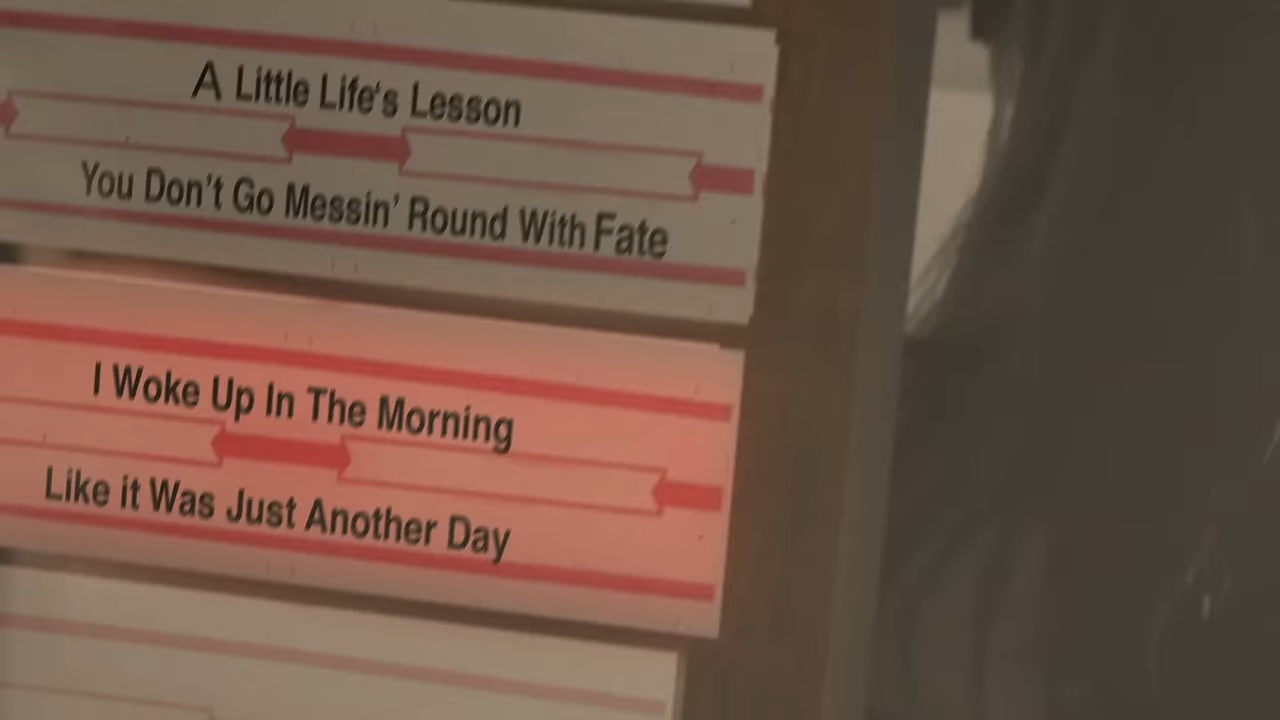 A Little Life's Lesson
You Don't Go Messin' Round With Fate
I Woke Up In The Morning
Like it Was Just Another Day